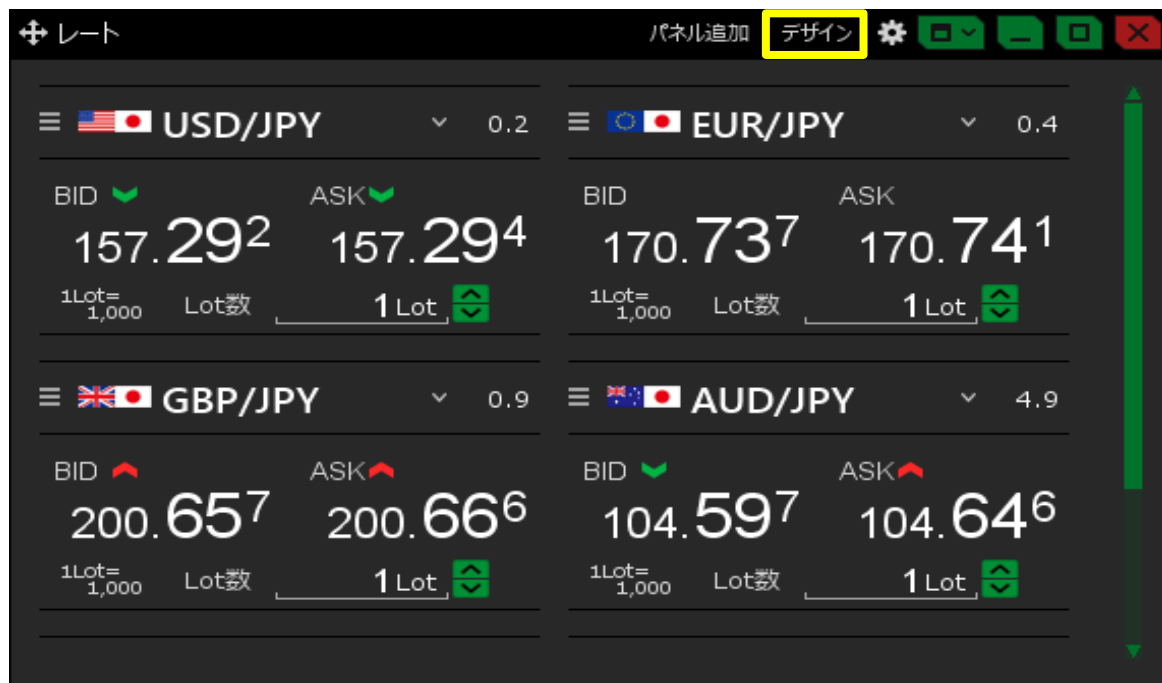 レート パネル追加 デザイン
USD/JPY 0.2
EUR/JPY 0.4
BID ASK
157.292 157.294
1Lot=
1,000 Lot数 1 Lot
BID ASK
170.737 170.741
1Lot=
1,000 Lot数 1 Lot
GBP/JPY 0.9
AUD/JPY 4.9
BID ASK
200.657 200.666
1Lot=
1,000 Lot数 1 Lot
BID ASK
104.597 104.646
1Lot=
1,000 Lot数 1 Lot